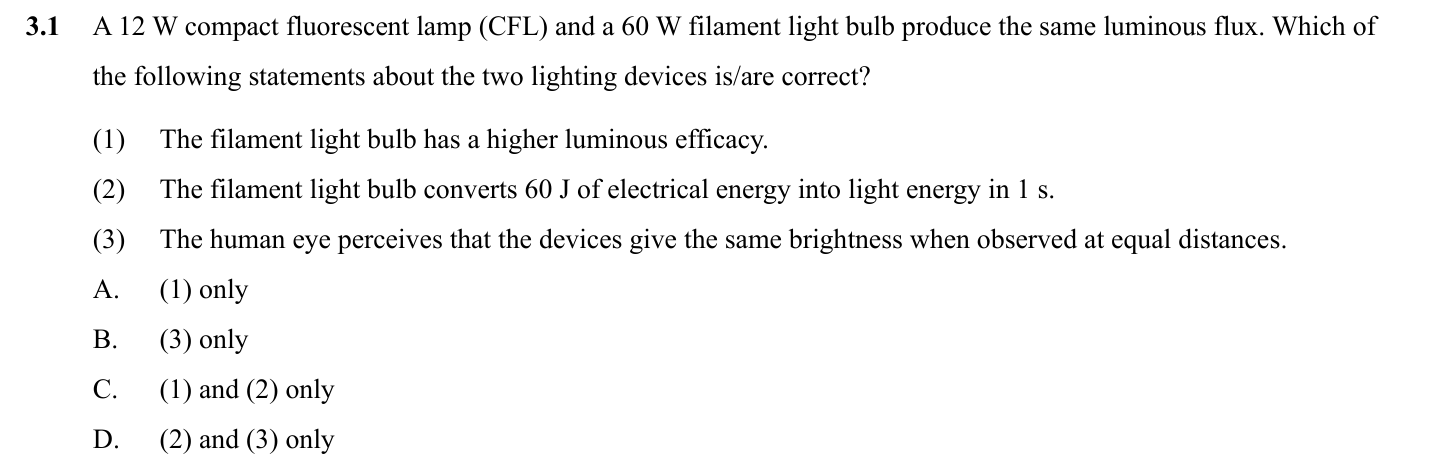 3.1 A 12 W compact fluorescent lamp (CFL) and a 60 W filament light bulb produce the same luminous flux. Which of
the following statements about the two lighting devices is/are correct?
(1) The filament light bulb has a higher luminous efficacy.
(2) The filament light bulb converts 60 J of electrical energy into light energy in 1 s.
(3) The human eye perceives that the devices give the same brightness when observed at equal distances.
A. (1) only
B. (3) only
C. (1) and (2) only
D. (2) and (3) only